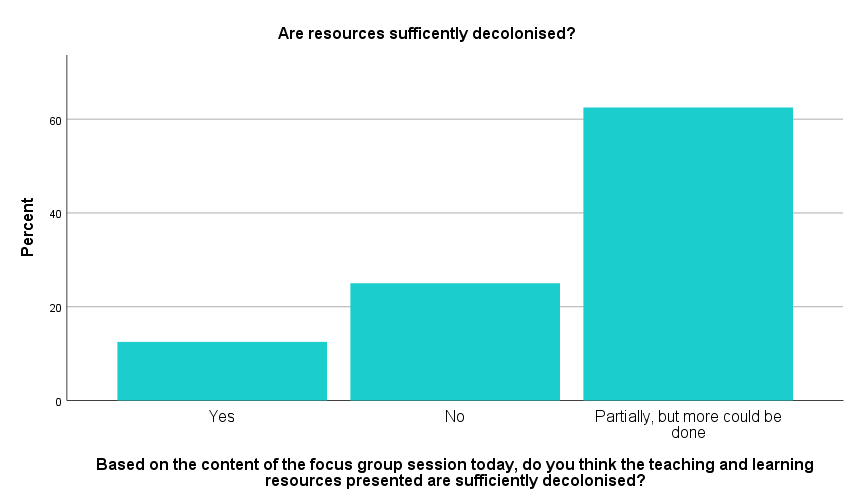 Are resources sufficently decolonised?
Percent
60
40
20
0
Yes
No
Partially, but more could be
done
Based on the content of the focus group session today, do you think the teaching and learning
resources presented are sufficiently decolonised?